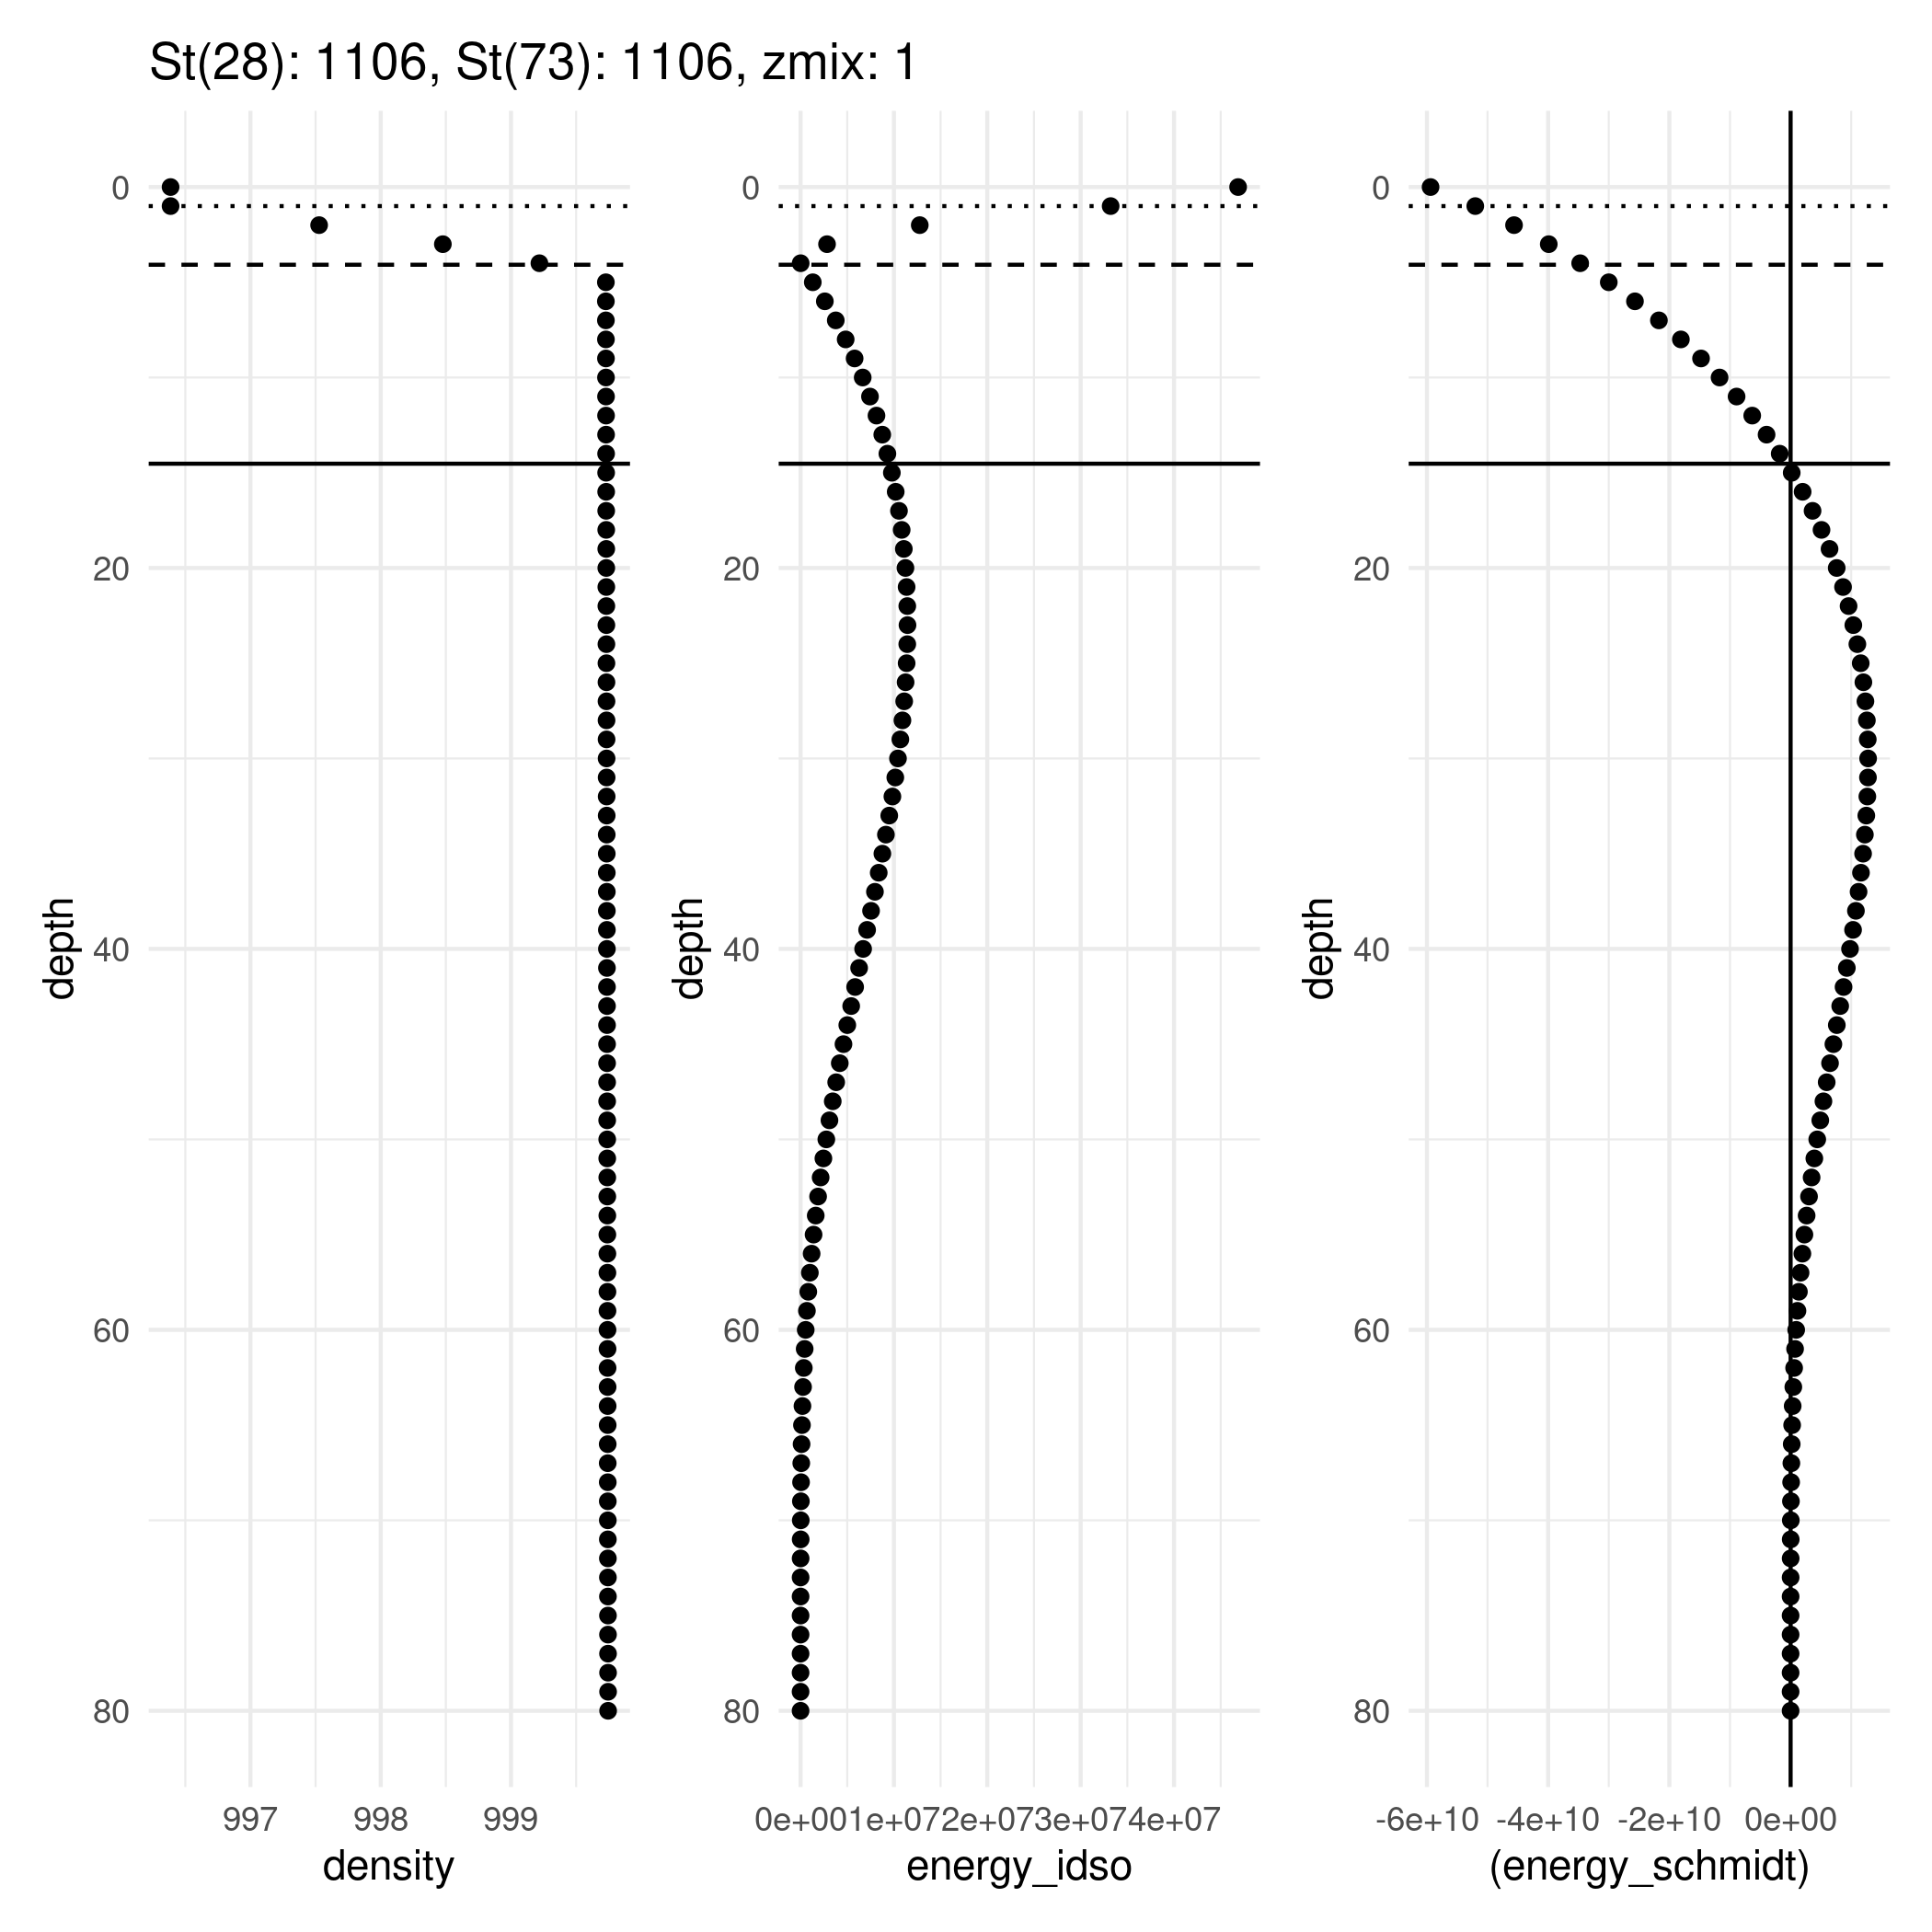 St(28): 1106, St(73): 1106, zmix: 1
0
20
40
60
80
depth
997 998 999
density
0
20
40
60
80
depth
0e+001e+072e+073e+074e+07
energy_idso
0
20
40
60
80
depth
-6e+10 -4e+10 -2e+10 0e+00
(energy_schmidt)